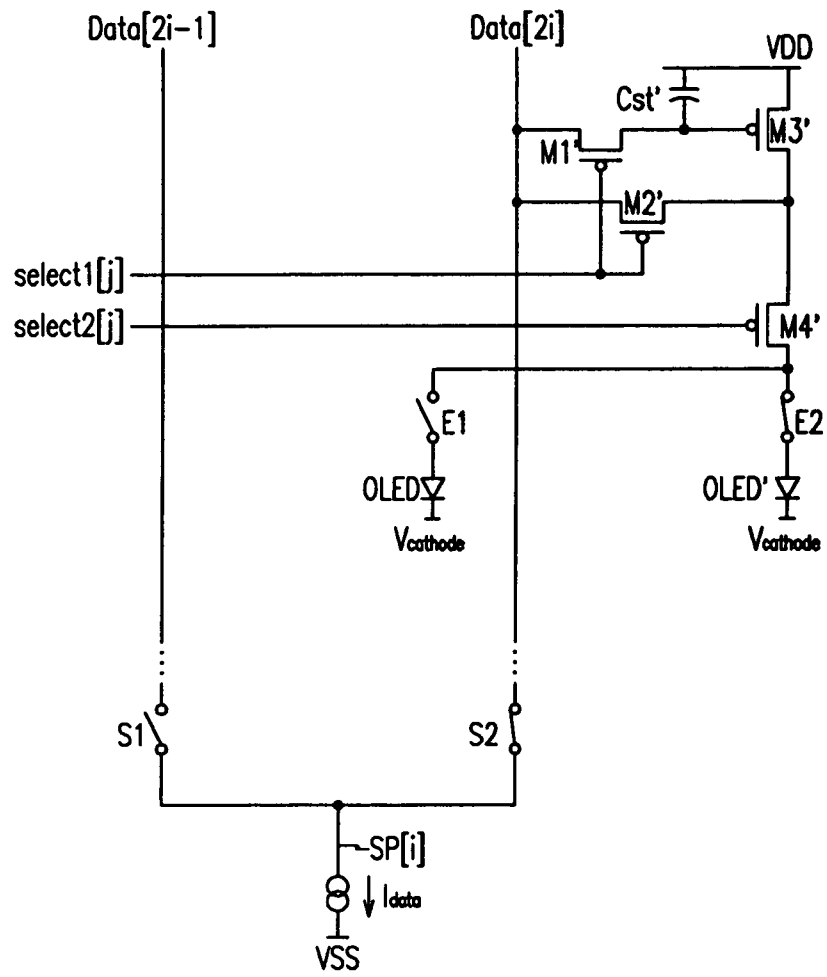 Data[2i-1]
Data[2i]
VDD
Cst'
M1'
M3'
M2'
select1[j]
select2[j]
M4'
E1
E2
OLED
OLED'
Vcathode
Vcathode
S1
S2
SP[i]
Idata
VSS